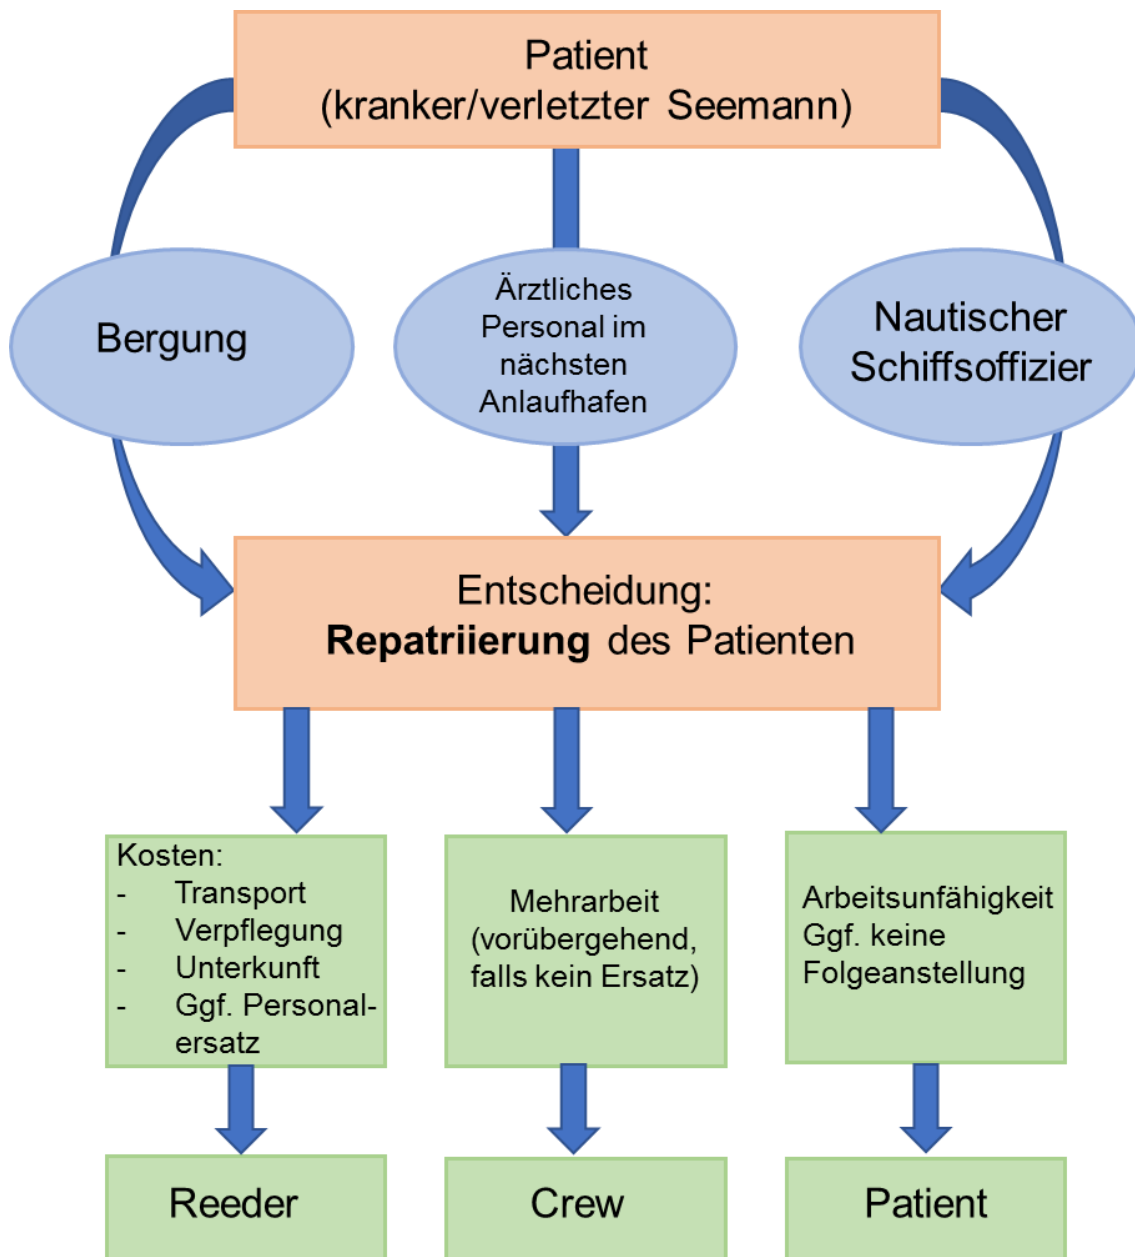 Patient
(kranker/verletzter Seemann)
Bergung
Ärztliches
Personal im
nächsten
Anlaufhafen
Nautischer
Schiffsoffizier
Entscheidung:
Repatriierung des Patienten
Kosten:
- Transport
- Verpflegung
- Unterkunft
- Ggf. Personal-
ersatz
Mehrarbeit
(vorübergehend,
falls kein Ersatz)
Arbeitsunfähigkeit
Ggf. keine
Folgeanstellung
Reeder
Crew
Patient